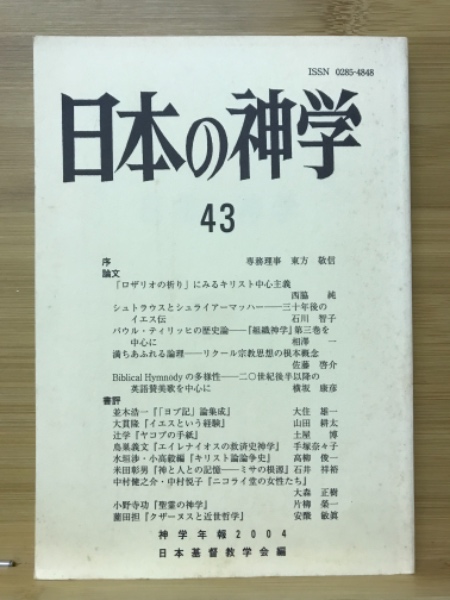 ISSN 0285-4848
日本の神学
43
序 専務理事 東方 敬信
論文
「ロザリオの祈り」にみるキリスト中心主義
西脇 純
シュトラウスとシュライアーマッハー――三十年後の
イエス伝 石川 智子
パウル・ティリッヒの歴史論――『組織神学』第三巻を
中心に 相澤 一
満ちあふれる論理――リクール宗教思想の根本概念
佐藤 啓介
Biblical Hymnodyの多様性――二〇世紀後半以降の
英語讃美歌を中心に 横坂 康彦
書評
並木浩一『「ヨブ記」論集成』 大住 雄一
大貫隆『イエスという経験』 山田 耕太
辻学『ヤコブの手紙』 土屋 博
鳥巣義文『エイレナイオスの救済史神学』 手塚奈々子
水垣渉・小高毅編『キリスト論論争史』 高柳 俊一
米田彰男『神と人との記憶――ミサの根源』 石井 祥裕
中村健之介・中村悦子『ニコライ堂の女性たち』
大森 正樹
小野寺功『聖霊の神学』 片柳 榮一
薗田坦『クザーヌスと近世哲学』 安酸 敏眞
神学年報2004
日本基督教学会編